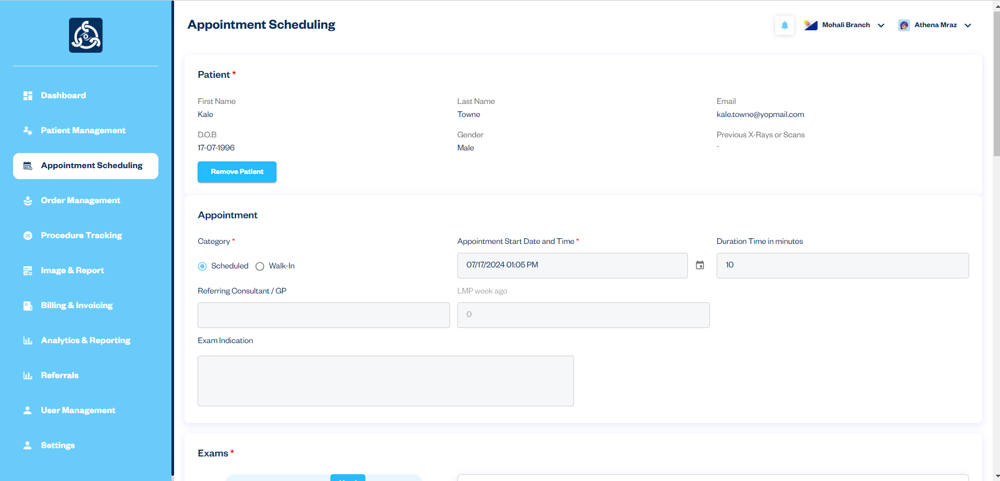 Appointment Scheduling
Mohali Branch
Athena Mraz
Dashboard
Patient Management
Appointment Scheduling
Order Management
Procedure Tracking
Image & Report
Billing & Invoicing
Analytics & Reporting
Referrals
User Management
Settings
Patient *
First Name
Kale
Last Name
Towne
Email
kale.towne@yopmail.com
D.O.B
17-07-1996
Gender
Male
Previous X-Rays or Scans
-
Remove Patient
Appointment
Category *
Scheduled
Walk-In
Appointment Start Date and Time *
07/17/2024 01:05 PM
Duration Time in minutes
10
Referring Consultant / GP
LMP week ago
0
Exam Indication
Exams *